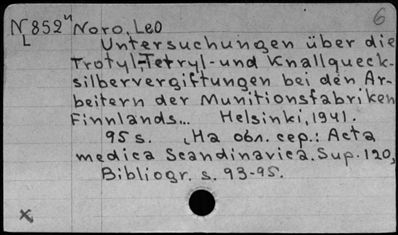 N 852ᴺ Noro, Leo 6
L
Untersuchungen über die
Trotyl-, Tetryl- und Knallqueck-
silbervergiftungen bei den Ar-
beitern der Munitionsfabriken
Finnlands... Helsinki, 1941.
95 s. На обл. сер.: Acta
medica Scandinavica. Sup. 120,
Bibliogr. s. 93-95.
x